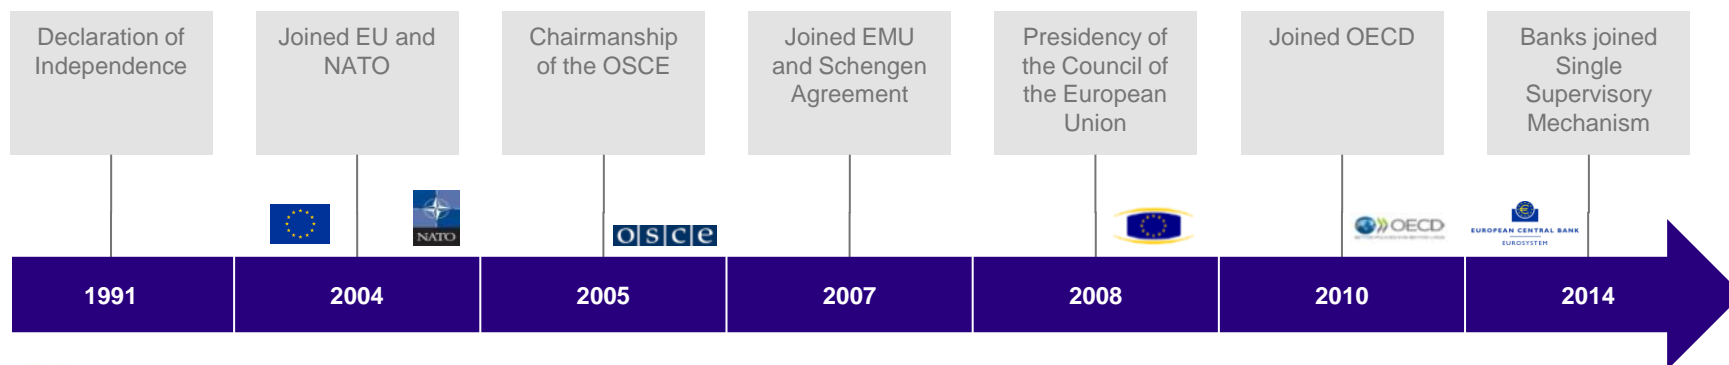 Declaration of
Independence
Joined EU and
NATO
Chairmanship
of the OSCE
Joined EMU
and Schengen
Agreement
Presidency of
the Council of
the European
Union
Joined OECD
Banks joined
Single
Supervisory
Mechanism
NATO
osce
OECD
EUROPEAN CENTRAL BANK
EUROSYSTEM
1991
2004
2005
2007
2008
2010
2014